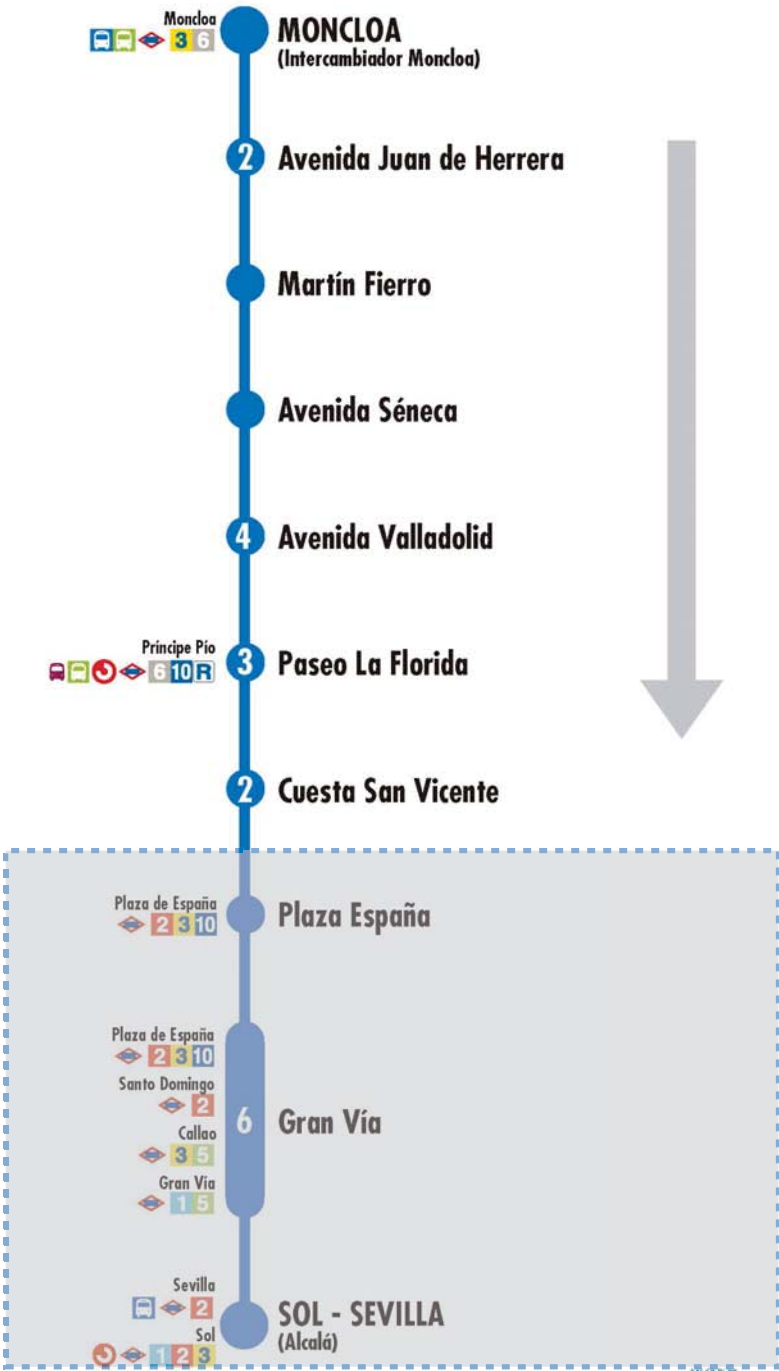 Moncloa
3 6
MONCLOA
(Intercambiador Moncloa)
2 Avenida Juan de Herrera
Martín Fierro
Avenida Séneca
4 Avenida Valladolid
Príncipe Pío
6 10 R
3 Paseo La Florida
2 Cuesta San Vicente
Plaza de España
2 3 10
Plaza España
Plaza de España
2 3 10
Santo Domingo
2
Callao
3 5
Gran Vía
1 5
6 Gran Vía
Sevilla
2
Sol
1 2 3
SOL - SEVILLA
(Alcalá)